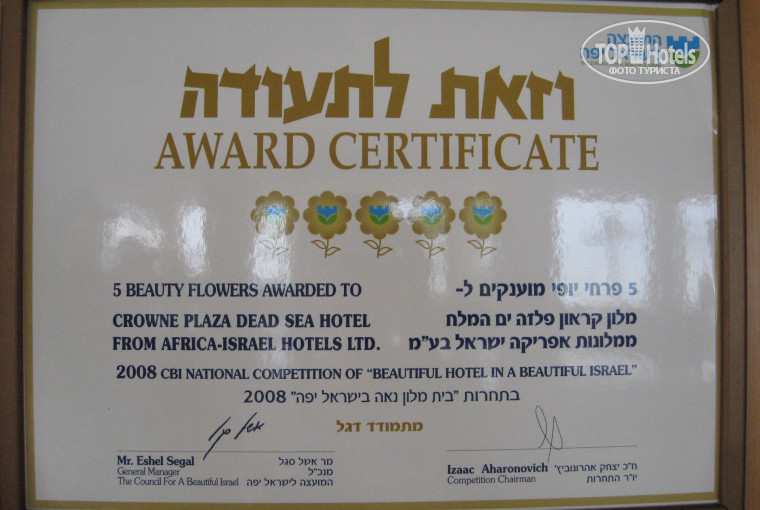 המועצה
TOPHotels
ФОТО ТУРИСТА
וזאת לתעודה
AWARD CERTIFICATE
5 BEAUTY FLOWERS AWARDED TO
5 פרחי יופי מוענקים ל-
CROWNE PLAZA DEAD SEA HOTEL
מלון קראון פלזה ים המלח
FROM AFRICA-ISRAEL HOTELS LTD.
ממלונות אפריקה ישראל בע"מ
2008 CBI NATIONAL COMPETITION OF “BEAUTIFUL HOTEL IN A BEAUTIFUL ISRAEL”
בתחרות "בית מלון נאה בישראל יפה" 2008
מתמודד דגל
Mr. Eshel Segal
מר אשל סגל
General Manager
מנכ"ל
The Council For A Beautiful Israel
המועצה לישראל יפה
Izaac Aharonovich
ח"כ יצחק אהרונוביץ'
Competition Chairman
יו"ר התחרות